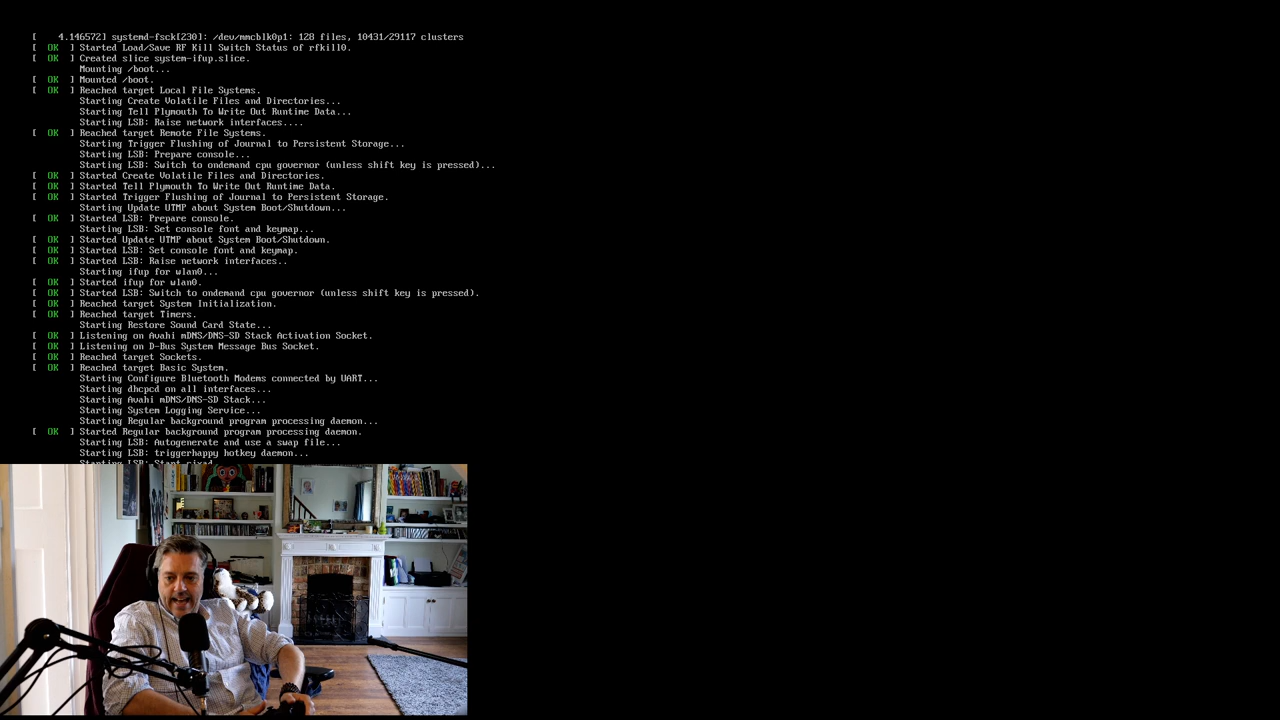 [    4.146572] systemd-fsck[230]: /dev/mmcblk0p1: 128 files, 10431/29117 clusters
[  OK  ] Started Load/Save RF Kill Switch Status of rfkill0.
[  OK  ] Created slice system-ifup.slice.
         Mounting /boot...
[  OK  ] Mounted /boot.
[  OK  ] Reached target Local File Systems.
         Starting Create Volatile Files and Directories...
         Starting Tell Plymouth To Write Out Runtime Data...
         Starting LSB: Raise network interfaces....
[  OK  ] Reached target Remote File Systems.
         Starting Trigger Flushing of Journal to Persistent Storage...
         Starting LSB: Prepare console...
         Starting LSB: Switch to ondemand cpu governor (unless shift key is pressed)...
[  OK  ] Started Create Volatile Files and Directories.
[  OK  ] Started Tell Plymouth To Write Out Runtime Data.
[  OK  ] Started Trigger Flushing of Journal to Persistent Storage.
         Starting Update UTMP about System Boot/Shutdown...
[  OK  ] Started LSB: Prepare console.
         Starting LSB: Set console font and keymap...
[  OK  ] Started Update UTMP about System Boot/Shutdown.
[  OK  ] Started LSB: Set console font and keymap.
[  OK  ] Started LSB: Raise network interfaces..
         Starting ifup for wlan0...
[  OK  ] Started ifup for wlan0.
[  OK  ] Started LSB: Switch to ondemand cpu governor (unless shift key is pressed).
[  OK  ] Reached target System Initialization.
[  OK  ] Reached target Timers.
         Starting Restore Sound Card State...
[  OK  ] Listening on Avahi mDNS/DNS-SD Stack Activation Socket.
[  OK  ] Listening on D-Bus System Message Bus Socket.
[  OK  ] Reached target Sockets.
[  OK  ] Reached target Basic System.
         Starting Configure Bluetooth Modems connected by UART...
         Starting dhcpcd on all interfaces...
         Starting Avahi mDNS/DNS-SD Stack...
         Starting System Logging Service...
         Starting Regular background program processing daemon...
[  OK  ] Started Regular background program processing daemon.
         Starting LSB: Autogenerate and use a swap file...
         Starting LSB: triggerhappy hotkey daemon...
         Starting LSB: Start